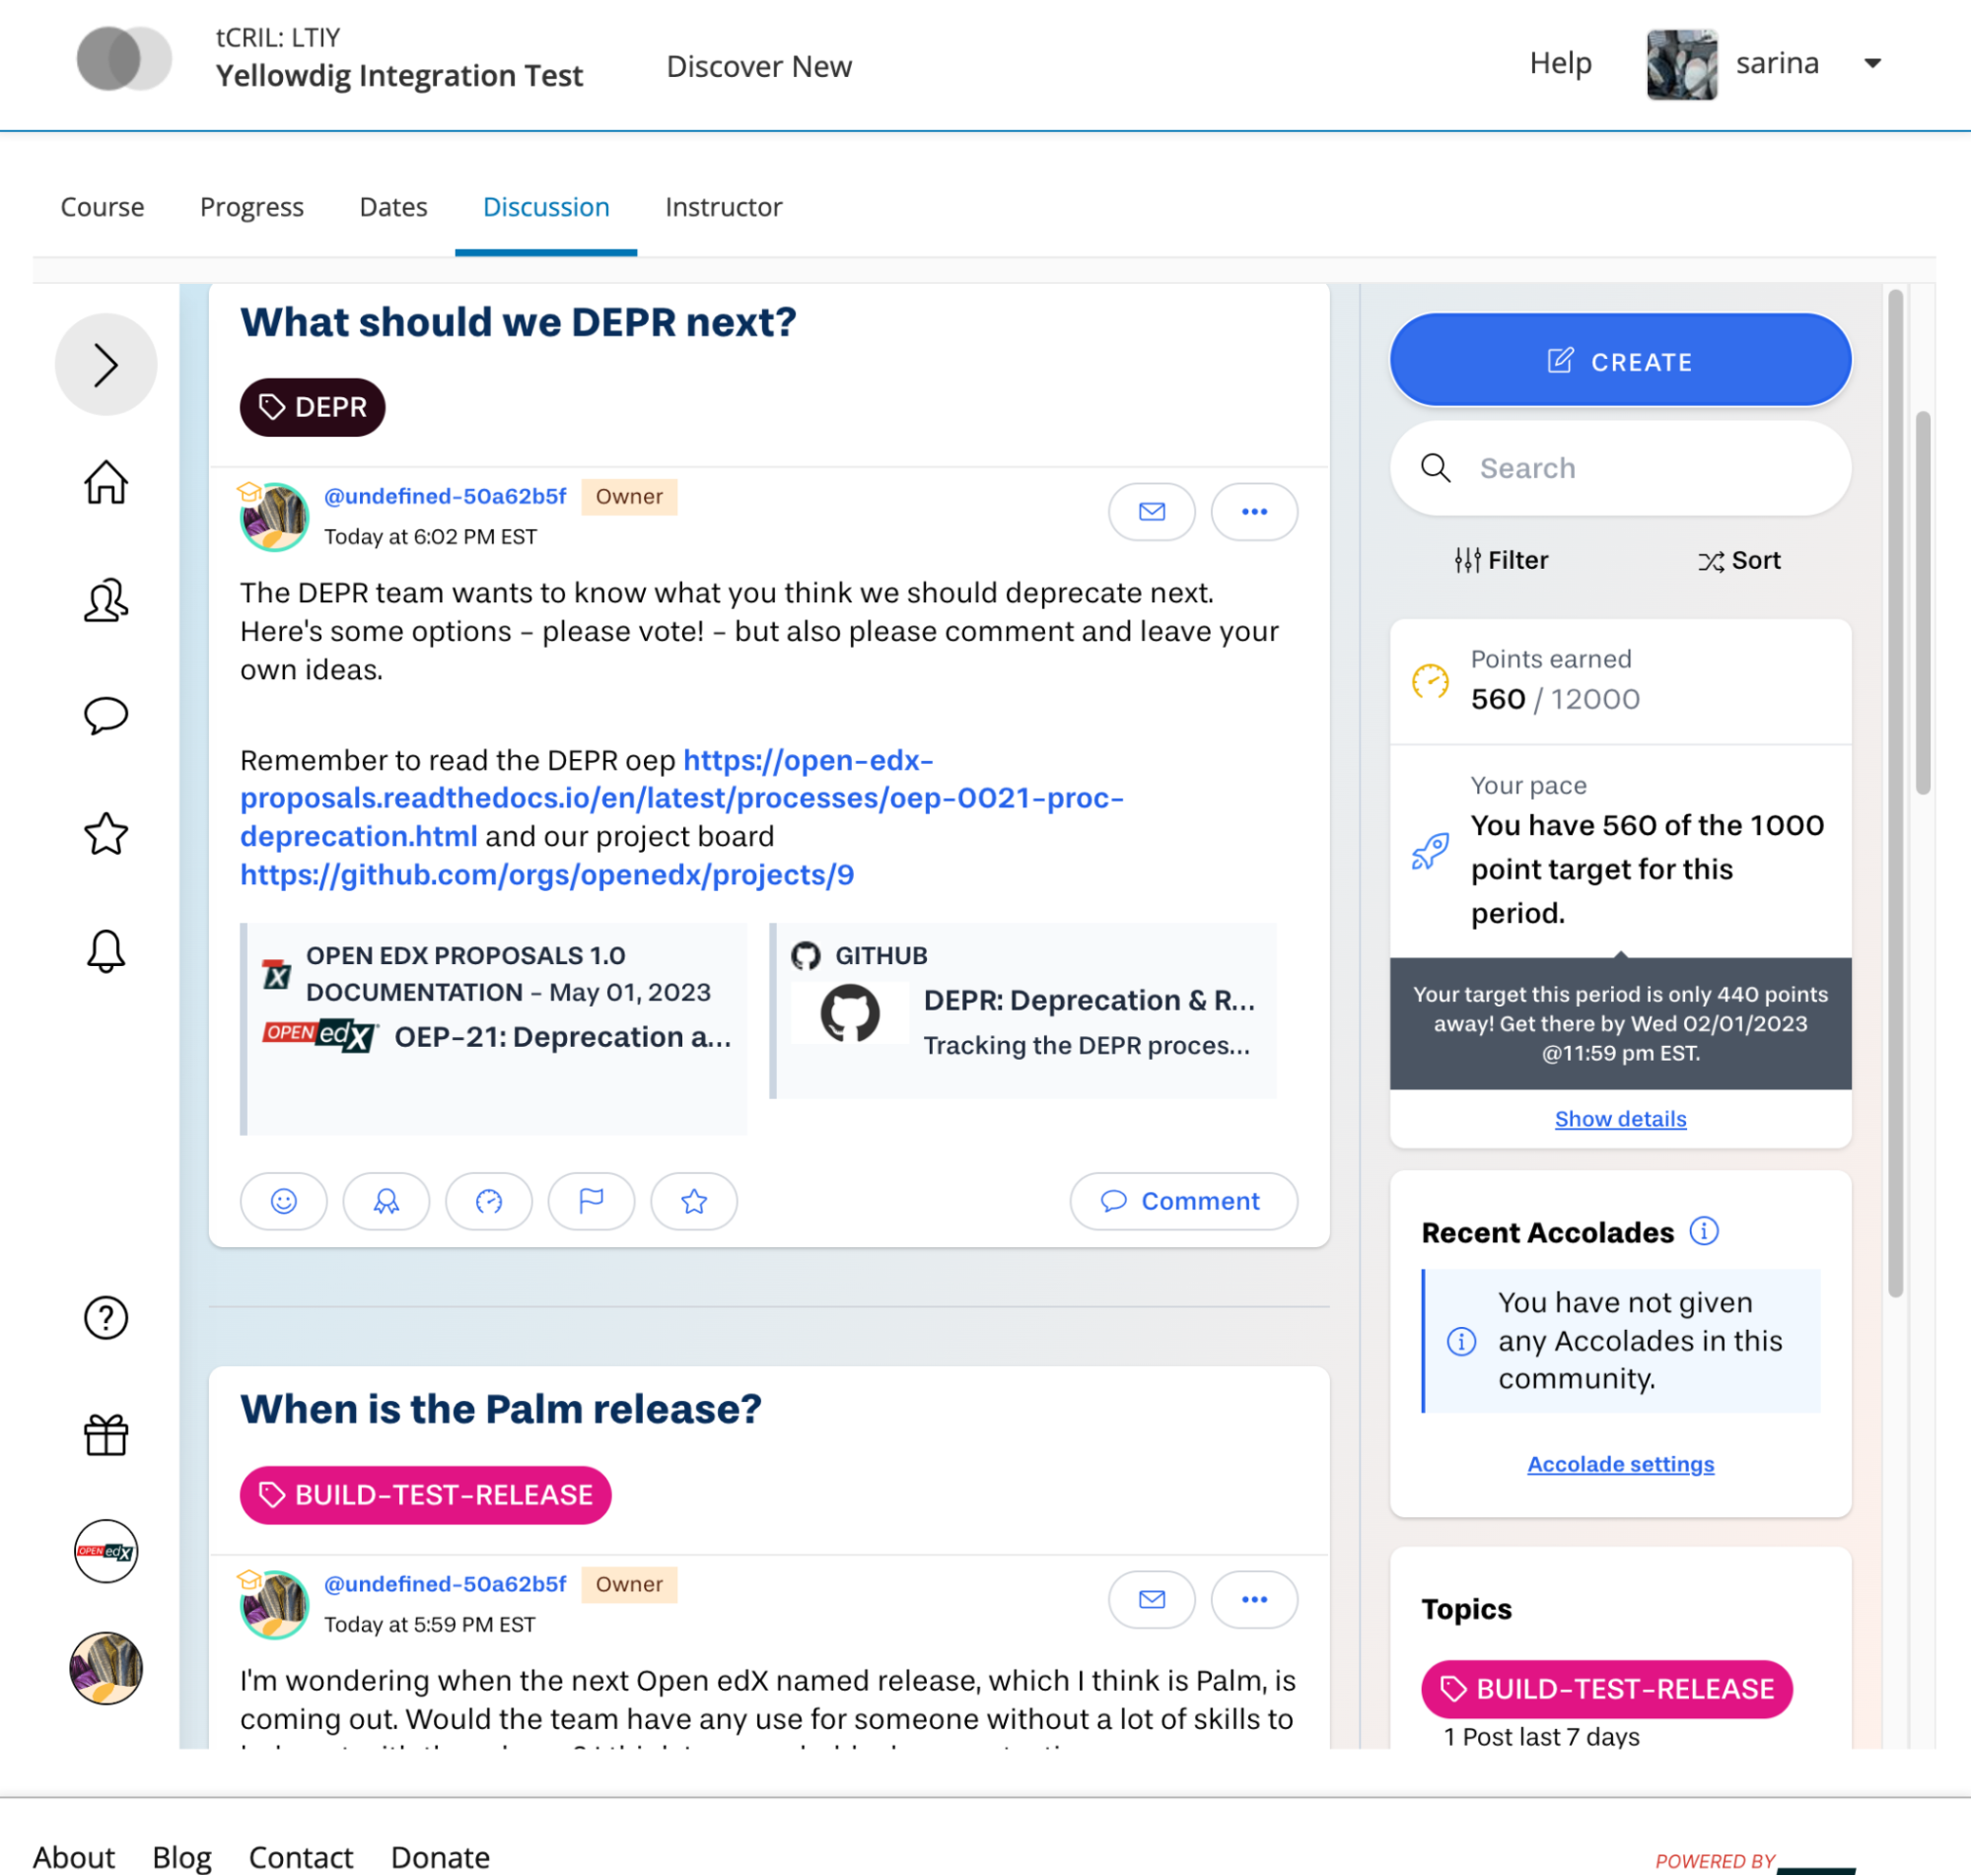 tCRIL: LTIY
Yellowdig Integration Test
Discover New
Help
sarina
Course
Progress
Dates
Discussion
Instructor
What should we DEPR next?
DEPR
@undefined-50a62b5f
Owner
Today at 6:02 PM EST
The DEPR team wants to know what you think we should deprecate next.
Here's some options – please vote! – but also please comment and leave your
own ideas.
Remember to read the DEPR oep https://open-edx-
proposals.readthedocs.io/en/latest/processes/oep-0021-proc-
deprecation.html and our project board
https://github.com/orgs/openedx/projects/9
OPEN EDX PROPOSALS 1.0
DOCUMENTATION – May 01, 2023
OPEN edX
OEP-21: Deprecation a...
GITHUB
DEPR: Deprecation & R...
Tracking the DEPR proces...
Comment
When is the Palm release?
BUILD-TEST-RELEASE
@undefined-50a62b5f
Owner
Today at 5:59 PM EST
I'm wondering when the next Open edX named release, which I think is Palm, is
coming out. Would the team have any use for someone without a lot of skills to
CREATE
Search
Filter
Sort
Points earned
560 / 12000
Your pace
You have 560 of the 1000
point target for this
period.
Your target this period is only 440 points
away! Get there by Wed 02/01/2023
@11:59 pm EST.
Show details
Recent Accolades
You have not given
any Accolades in this
community.
Accolade settings
Topics
BUILD-TEST-RELEASE
1 Post last 7 days
OPEN edX
About
Blog
Contact
Donate
POWERED BY